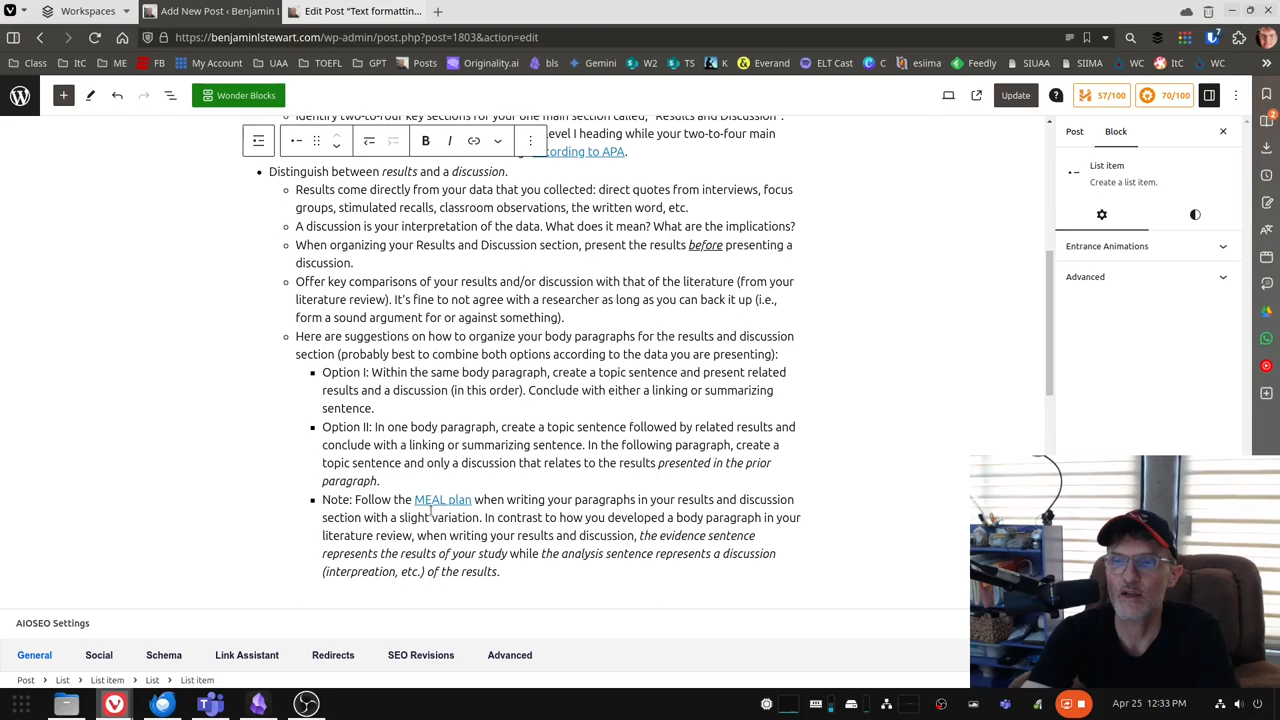 Workspaces
Add New Post ‹ Benjamin L
Edit Post “Text formattin…
https://benjaminlstewart.com/wp-admin/post.php?post=1803&action=edit
7
Class ItC ME FB My Account UAA TOEFL GPT Posts Originality.ai bls Gemini W2 TS K Everand ELT Cast C esiima Feedly SIUAA SIIMA WC ItC WC
Wonder Blocks
Update
57/100
70/100
2
Identify two-to-four key sections for your one main section called, "Results and Discussion".
evel I heading while your two-to-four main
cording to APA.
Distinguish between results and a discussion.
Results come directly from your data that you collected: direct quotes from interviews, focus
groups, stimulated recalls, classroom observations, the written word, etc.
A discussion is your interpretation of the data. What does it mean? What are the implications?
When organizing your Results and Discussion section, present the results before presenting a
discussion.
Offer key comparisons of your results and/or discussion with that of the literature (from your
literature review). It's fine to not agree with a researcher as long as you can back it up (i.e.,
form a sound argument for or against something).
Here are suggestions on how to organize your body paragraphs for the results and discussion
section (probably best to combine both options according to the data you are presenting):
Option I: Within the same body paragraph, create a topic sentence and present related
results and a discussion (in this order). Conclude with either a linking or summarizing
sentence.
Option II: In one body paragraph, create a topic sentence followed by related results and
conclude with a linking or summarizing sentence. In the following paragraph, create a
topic sentence and only a discussion that relates to the results presented in the prior
paragraph.
Note: Follow the MEAL plan when writing your paragraphs in your results and discussion
section with a slight variation. In contrast to how you developed a body paragraph in your
literature review, when writing your results and discussion, the evidence sentence
represents the results of your study while the analysis sentence represents a discussion
(interpreation, etc.) of the results.
Post Block
List item
Create a list item.
Entrance Animations
Advanced
AIOSEO Settings
General Social Schema Link Assistant Redirects SEO Revisions Advanced
Post List List item List List item
Apr 25 12:33 PM